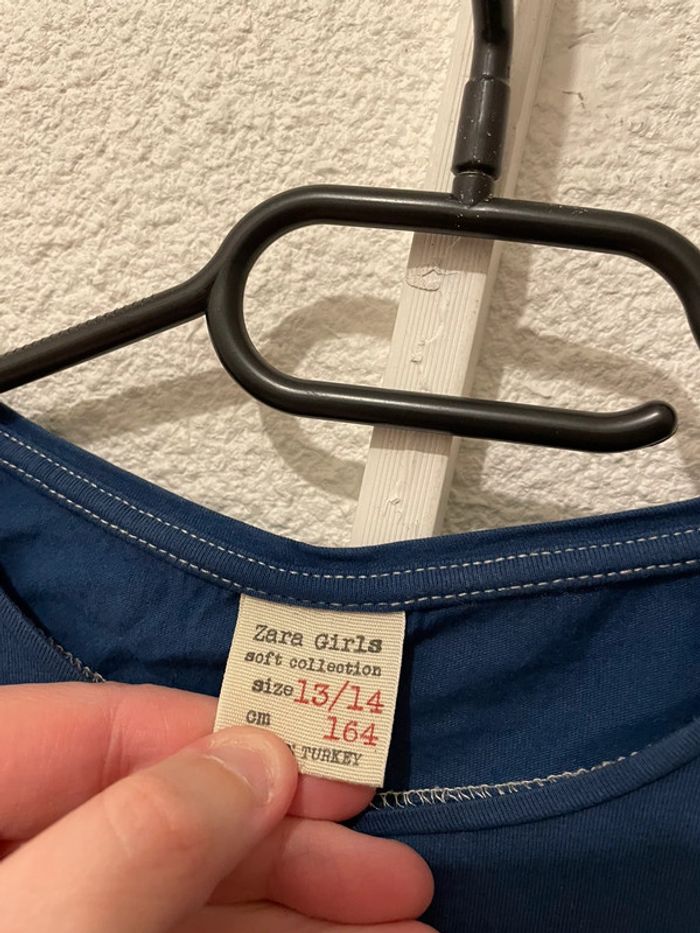 Zara Girls
soft collection
size 13/14
cm 164
TURKEY